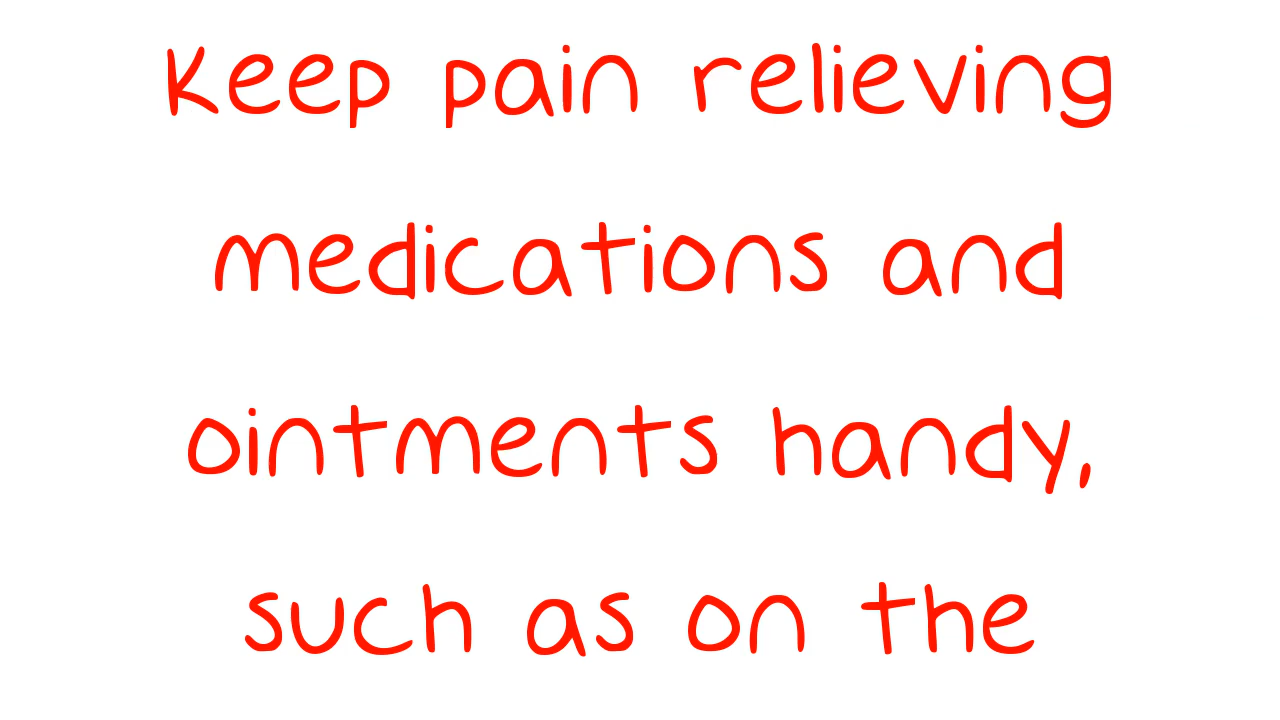 Keep pain relieving
medications and
ointments handy,
such as on the